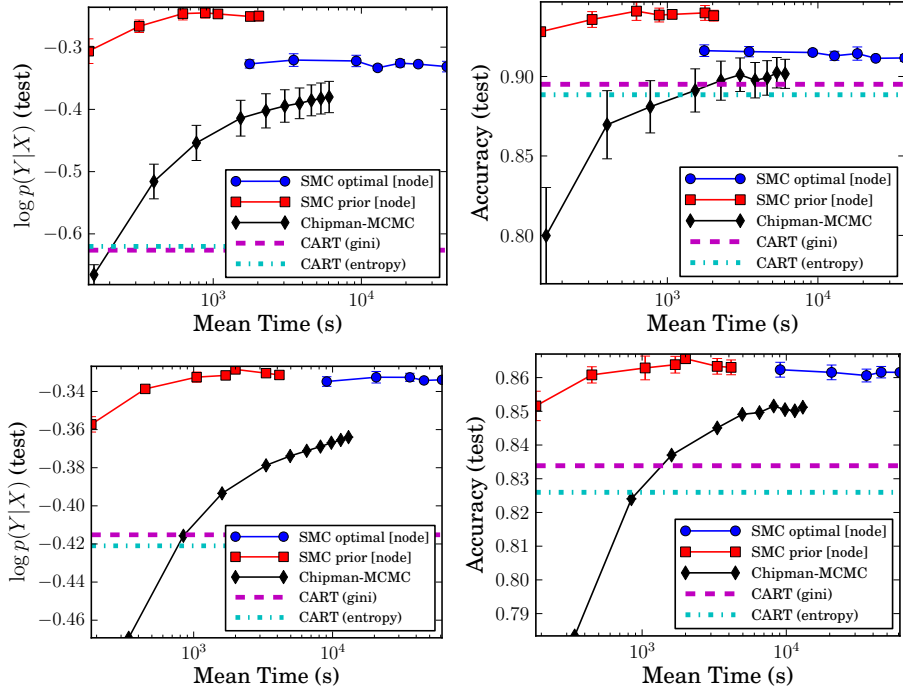 −0.3
−0.4
−0.5
−0.6
log p(Y|X) (test)
SMC optimal [node]
SMC prior [node]
Chipman-MCMC
CART (gini)
CART (entropy)
10³ 10⁴
Mean Time (s)
0.90
0.85
0.80
Accuracy (test)
SMC optimal [node]
SMC prior [node]
Chipman-MCMC
CART (gini)
CART (entropy)
10³ 10⁴
Mean Time (s)
−0.34
−0.36
−0.38
−0.40
−0.42
−0.44
−0.46
log p(Y|X) (test)
SMC optimal [node]
SMC prior [node]
Chipman-MCMC
CART (gini)
CART (entropy)
10³ 10⁴
Mean Time (s)
0.86
0.85
0.84
0.83
0.82
0.81
0.80
0.79
Accuracy (test)
SMC optimal [node]
SMC prior [node]
Chipman-MCMC
CART (gini)
CART (entropy)
10³ 10⁴
Mean Time (s)